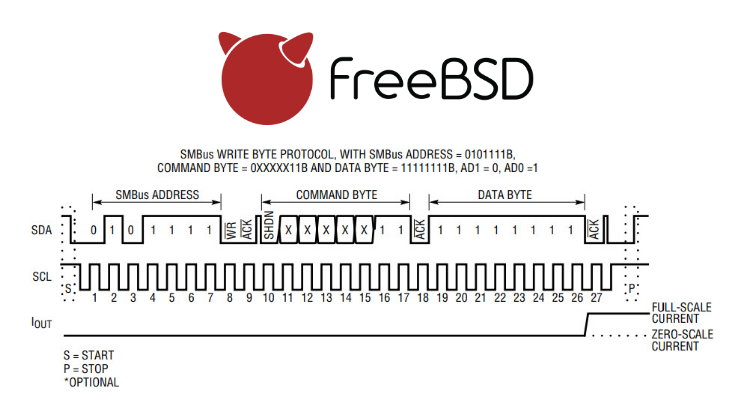 FreeBSD
SMBus WRITE BYTE PROTOCOL, WITH SMBus ADDRESS = 0101111B,
COMMAND BYTE = 0XXXXX11B AND DATA BYTE = 11111111B, AD1 = 0, AD0 =1
SMBus ADDRESS COMMAND BYTE DATA BYTE
SDA 0 1 0 1 1 1 1 WR ACK SHDN X X X X X 1 1 ACK 1 1 1 1 1 1 1 1 ACK
SCL
S 1 2 3 4 5 6 7 8 9 10 11 12 13 14 15 16 17 18 19 20 21 22 23 24 25 26 27 P
FULL-SCALE
CURRENT
IOUT
ZERO-SCALE
CURRENT
S = START
P = STOP
*OPTIONAL